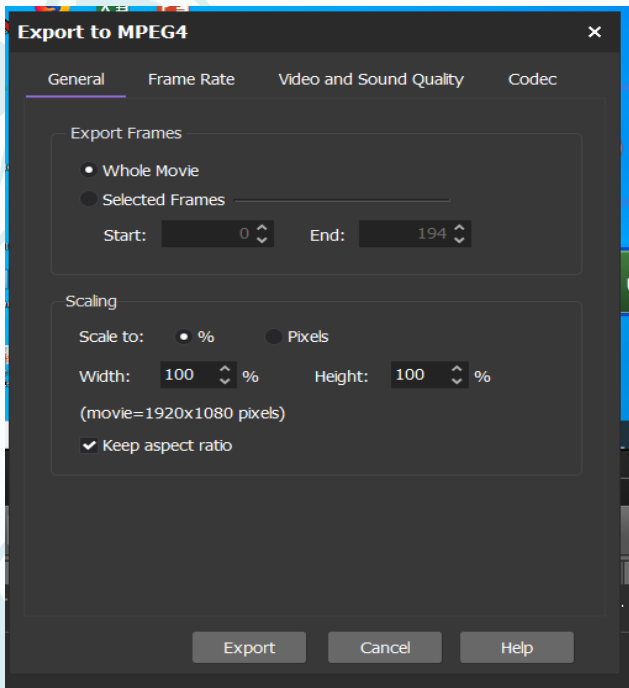 Export to MPEG4
General Frame Rate Video and Sound Quality Codec
Export Frames
Whole Movie
Selected Frames
Start: 0 End: 194
Scaling
Scale to: % Pixels
Width: 100 % Height: 100 %
(movie=1920x1080 pixels)
Keep aspect ratio
Export Cancel Help